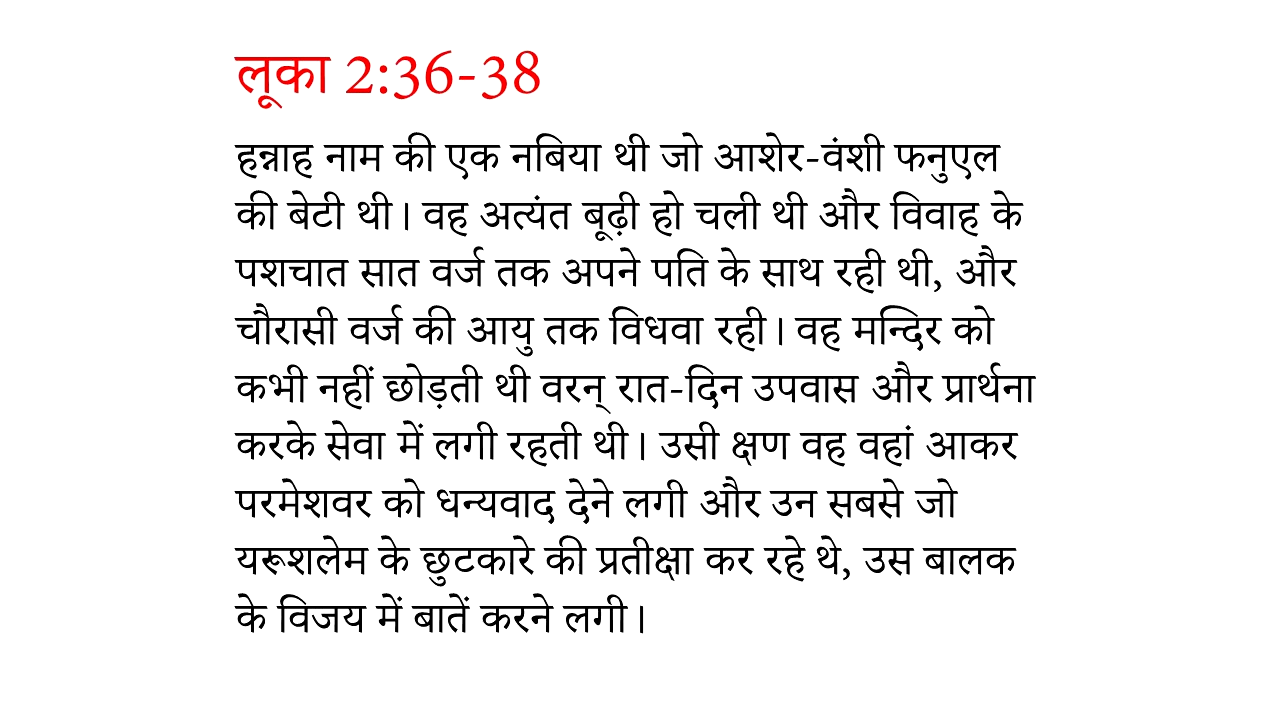 लूका 2:36-38
हन्नाह नाम की एक नबिया थी जो आशेर-वंशी फनुएल
की बेटी थी। वह अत्यंत बूढ़ी हो चली थी और विवाह के
पशचात सात वर्ज तक अपने पति के साथ रही थी, और
चौरासी वर्ज की आयु तक विधवा रही। वह मन्दिर को
कभी नहीं छोड़ती थी वरन् रात-दिन उपवास और प्रार्थना
करके सेवा में लगी रहती थी। उसी क्षण वह वहां आकर
परमेशवर को धन्यवाद देने लगी और उन सबसे जो
यरूशलेम के छुटकारे की प्रतीक्षा कर रहे थे, उस बालक
के विजय में बातें करने लगी।